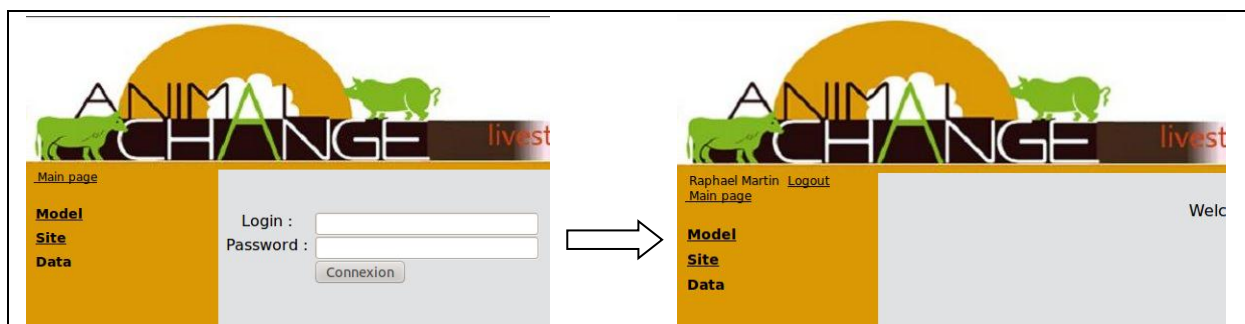 ANIMAL
CHANGE
livest
Main page
Model
Site
Data
Login :
Password :
Connexion
ANIMAL
CHANGE
livest
Raphael Martin Logout
Main page
Model
Site
Data
Welc